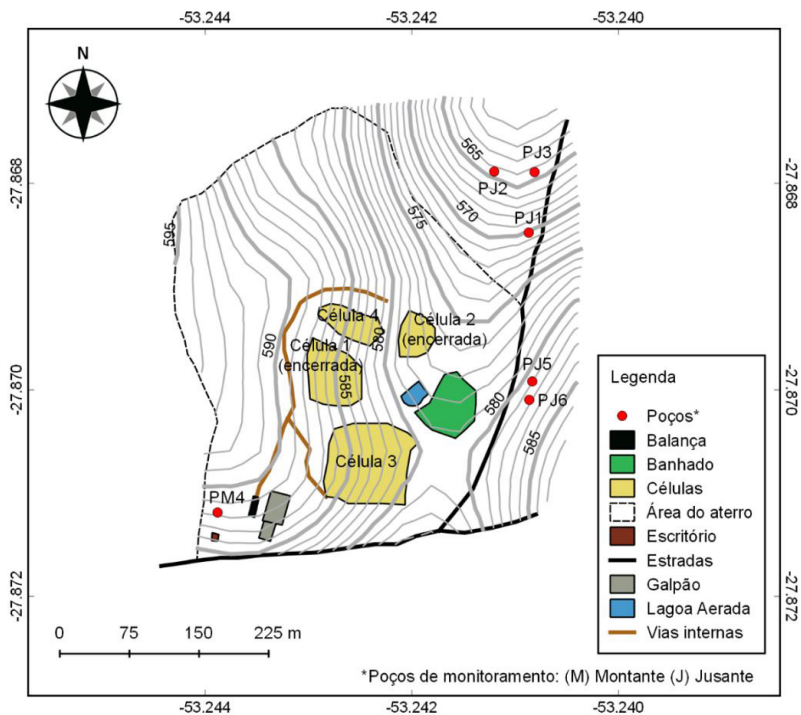 -53.244
-53.242
-53.240
N
-27.868
-27.868
565
PJ3
PJ2
570
PJ1
575
595
Célula 4
Célula 2
(encerrada)
580
590
Célula 1
(encerrada)
585
-27.870
-27.870
PJ5
580
PJ6
585
Célula 3
PM4
-27.872
-27.872
0
75
150
225 m
Legenda
Poços*
Balança
Banhado
Células
Área do aterro
Escritório
Estradas
Galpão
Lagoa Aerada
Vias internas
*Poços de monitoramento: (M) Montante (J) Jusante
-53.244
-53.242
-53.240